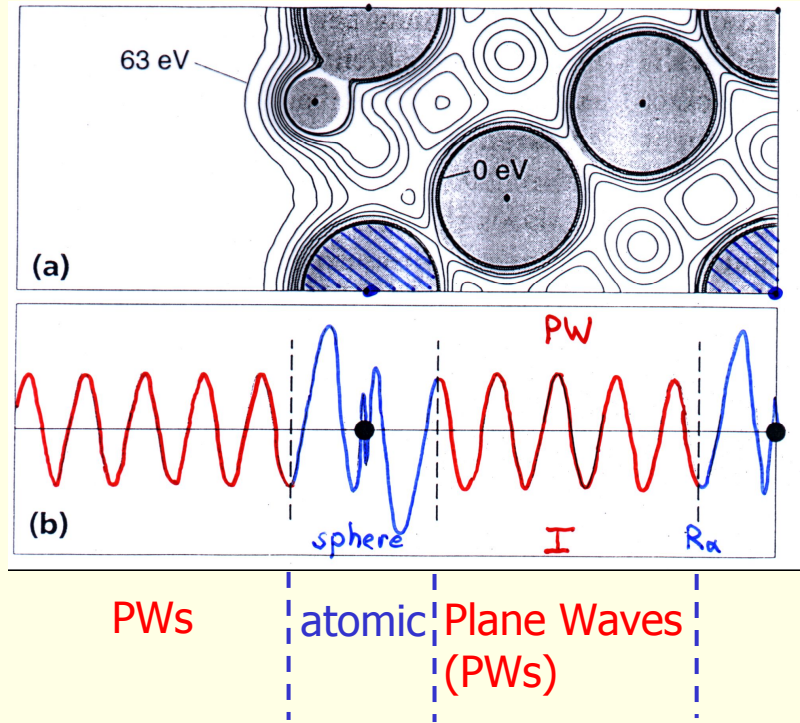 63 eV
0 eV
(a)
PW
(b)
sphere
I
Rα
PWs
atomic
Plane Waves
(PWs)